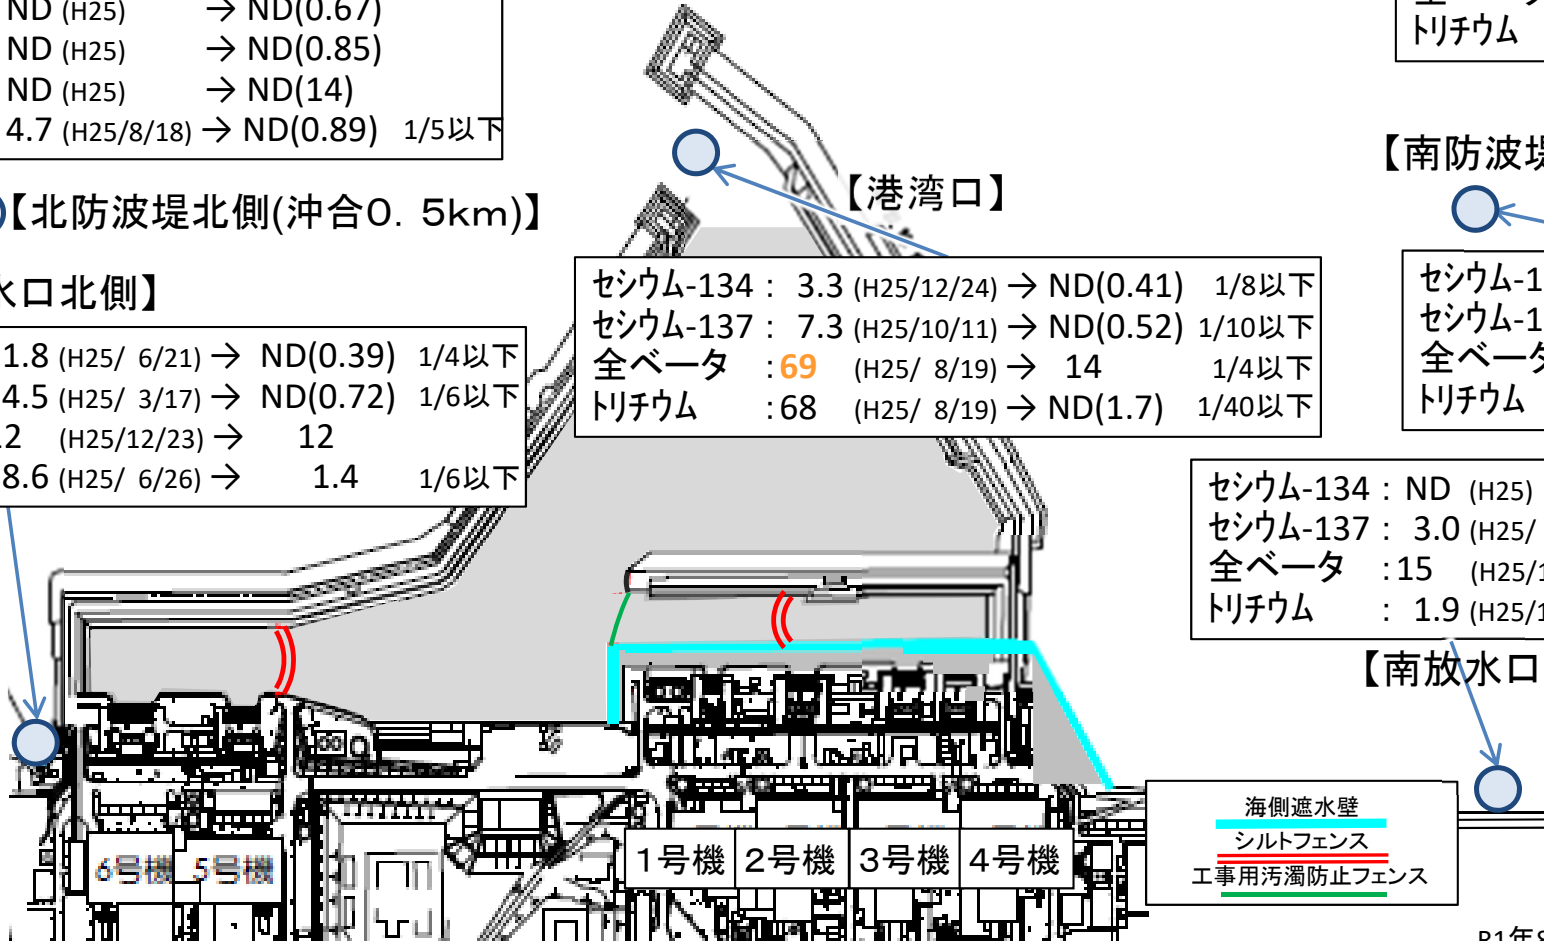 ND (H25) → ND(0.67)
ND (H25) → ND(0.85)
ND (H25) → ND(14)
4.7 (H25/8/18) → ND(0.89) 1/5以下
【北防波堤北側(沖合0．5km)】
水口北側】
1.8 (H25/ 6/21) → ND(0.39) 1/4以下
4.5 (H25/ 3/17) → ND(0.72) 1/6以下
12 (H25/12/23) → 12
8.6 (H25/ 6/26) → 1.4 1/6以下
【港湾口】
セシウム-134 : 3.3 (H25/12/24) → ND(0.41) 1/8以下
セシウム-137 : 7.3 (H25/10/11) → ND(0.52) 1/10以下
全ベータ : 69 (H25/ 8/19) → 14 1/4以下
トリチウム : 68 (H25/ 8/19) → ND(1.7) 1/40以下
トリチウム
【南防波堤
セシウム-1
セシウム-1
全ベータ
トリチウム
セシウム-134 : ND (H25)
セシウム-137 : 3.0 (H25/
全ベータ : 15 (H25/1
トリチウム : 1.9 (H25/1
【南放水口
6号機 5号機
1号機 2号機 3号機 4号機
海側遮水壁
シルトフェンス
工事用汚濁防止フェンス